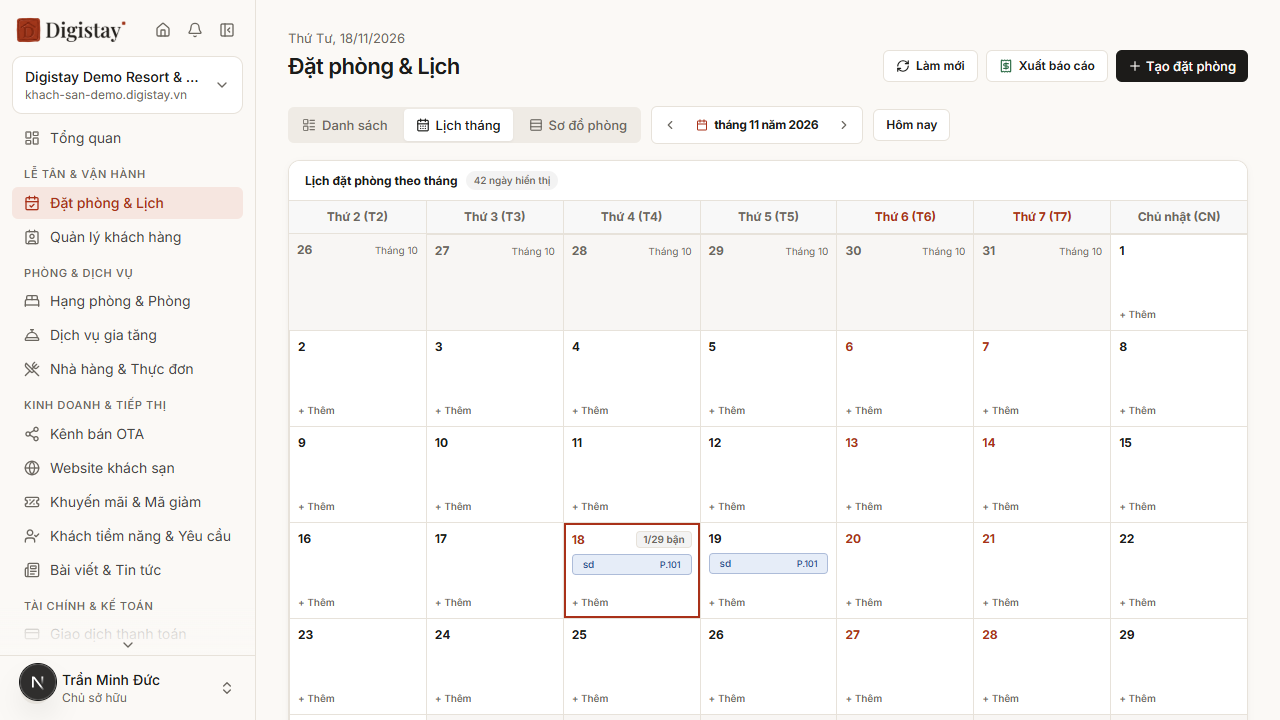 Digistay
Digistay Demo Resort & ...
khach-san-demo.digistay.vn
Tổng quan
LỄ TÂN & VẬN HÀNH
Đặt phòng & Lịch
Quản lý khách hàng
PHÒNG & DỊCH VỤ
Hạng phòng & Phòng
Dịch vụ gia tăng
Nhà hàng & Thực đơn
KINH DOANH & TIẾP THỊ
Kênh bán OTA
Website khách sạn
Khuyến mãi & Mã giảm
Khách tiềm năng & Yêu cầu
Bài viết & Tin tức
TÀI CHÍNH & KẾ TOÁN
Giao dịch thanh toán
N
Trần Minh Đức
Chủ sở hữu
Thứ Tư, 18/11/2026
Đặt phòng & Lịch
Làm mới
Xuất báo cáo
+ Tạo đặt phòng
Danh sách
Lịch tháng
Sơ đồ phòng
tháng 11 năm 2026
Hôm nay
Lịch đặt phòng theo tháng
42 ngày hiển thị
Thứ 2 (T2) Thứ 3 (T3) Thứ 4 (T4) Thứ 5 (T5) Thứ 6 (T6) Thứ 7 (T7) Chủ nhật (CN)
26 Tháng 10 27 Tháng 10 28 Tháng 10 29 Tháng 10 30 Tháng 10 31 Tháng 10 1
+ Thêm
2 3 4 5 6 7 8
+ Thêm + Thêm + Thêm + Thêm + Thêm + Thêm + Thêm
9 10 11 12 13 14 15
+ Thêm + Thêm + Thêm + Thêm + Thêm + Thêm + Thêm
16 17 18 1/29 bận 19 20 21 22
sd P.101 sd P.101
+ Thêm + Thêm + Thêm + Thêm + Thêm + Thêm + Thêm
23 24 25 26 27 28 29
+ Thêm + Thêm + Thêm + Thêm + Thêm + Thêm + Thêm